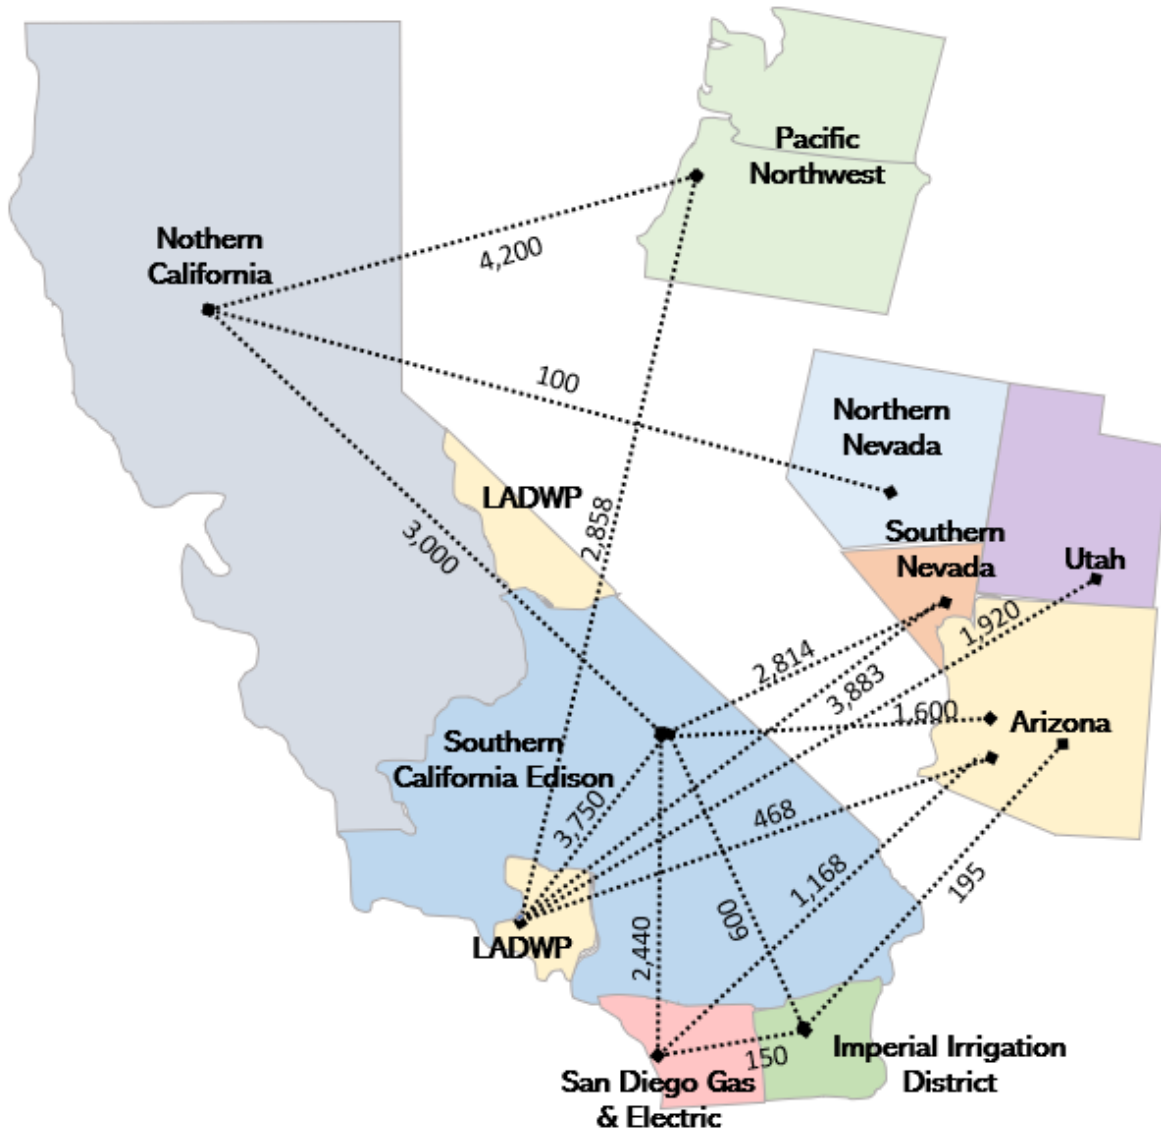 Pacific
Northwest
Nothern
California
4,200
100
Northern
Nevada
LADWP
2,858
3,000
Southern
Nevada
Utah
1,920
2,814
3,883
1,600
Arizona
Southern
California Edison
3,750
468
1,168
195
600
2,440
LADWP
150
Imperial Irrigation
District
San Diego Gas
& Electric